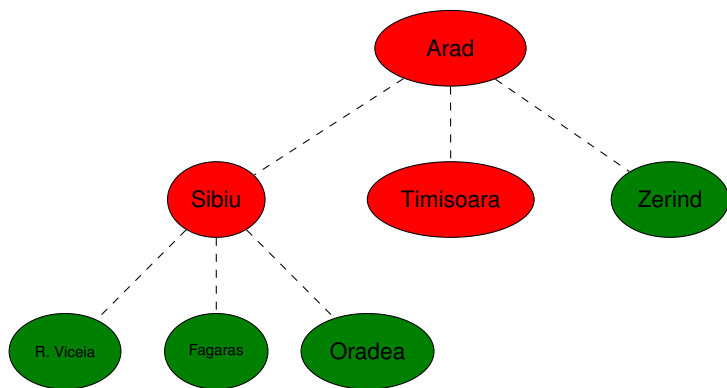 Arad
Sibiu
Timisoara
Zerind
R. Viceia
Fagaras
Oradea